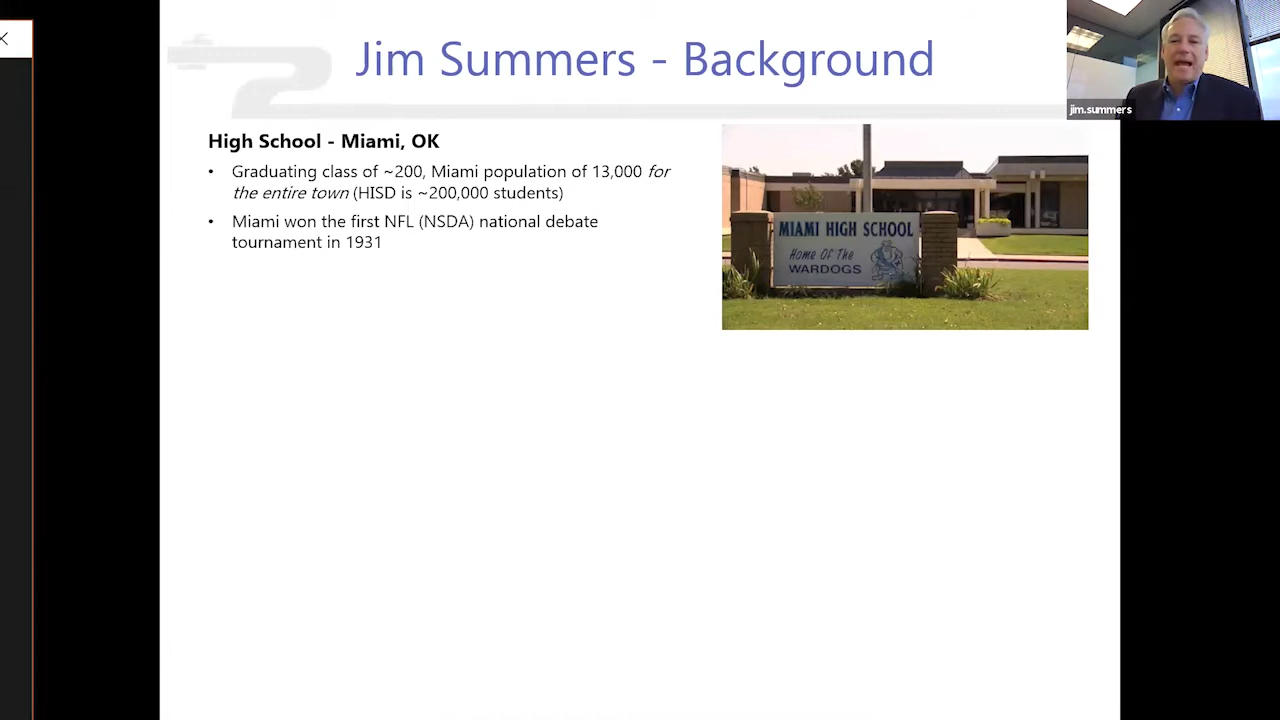 Jim Summers - Background
jim.summers
High School - Miami, OK
• Graduating class of ~200, Miami population of 13,000 for
the entire town (HISD is ~200,000 students)
• Miami won the first NFL (NSDA) national debate
tournament in 1931
MIAMI HIGH SCHOOL
Home Of The
WARDOGS